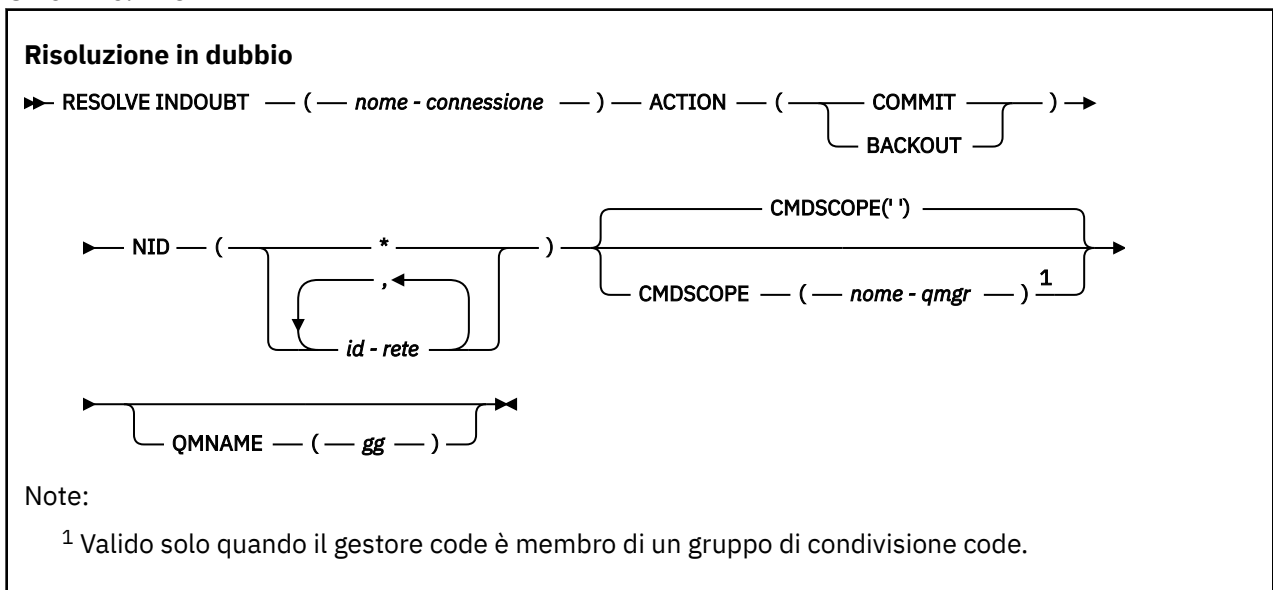 Risoluzione in dubbio
RESOLVE INDOUBT ( nome - connessione ) ACTION ( COMMIT )
BACKOUT
CMDSCOPE(' ')
NID ( * )
,
CMDSCOPE ( nome - qmgr ) 1
id - rete
QMNAME ( gg )
Note:
1 Valido solo quando il gestore code è membro di un gruppo di condivisione code.